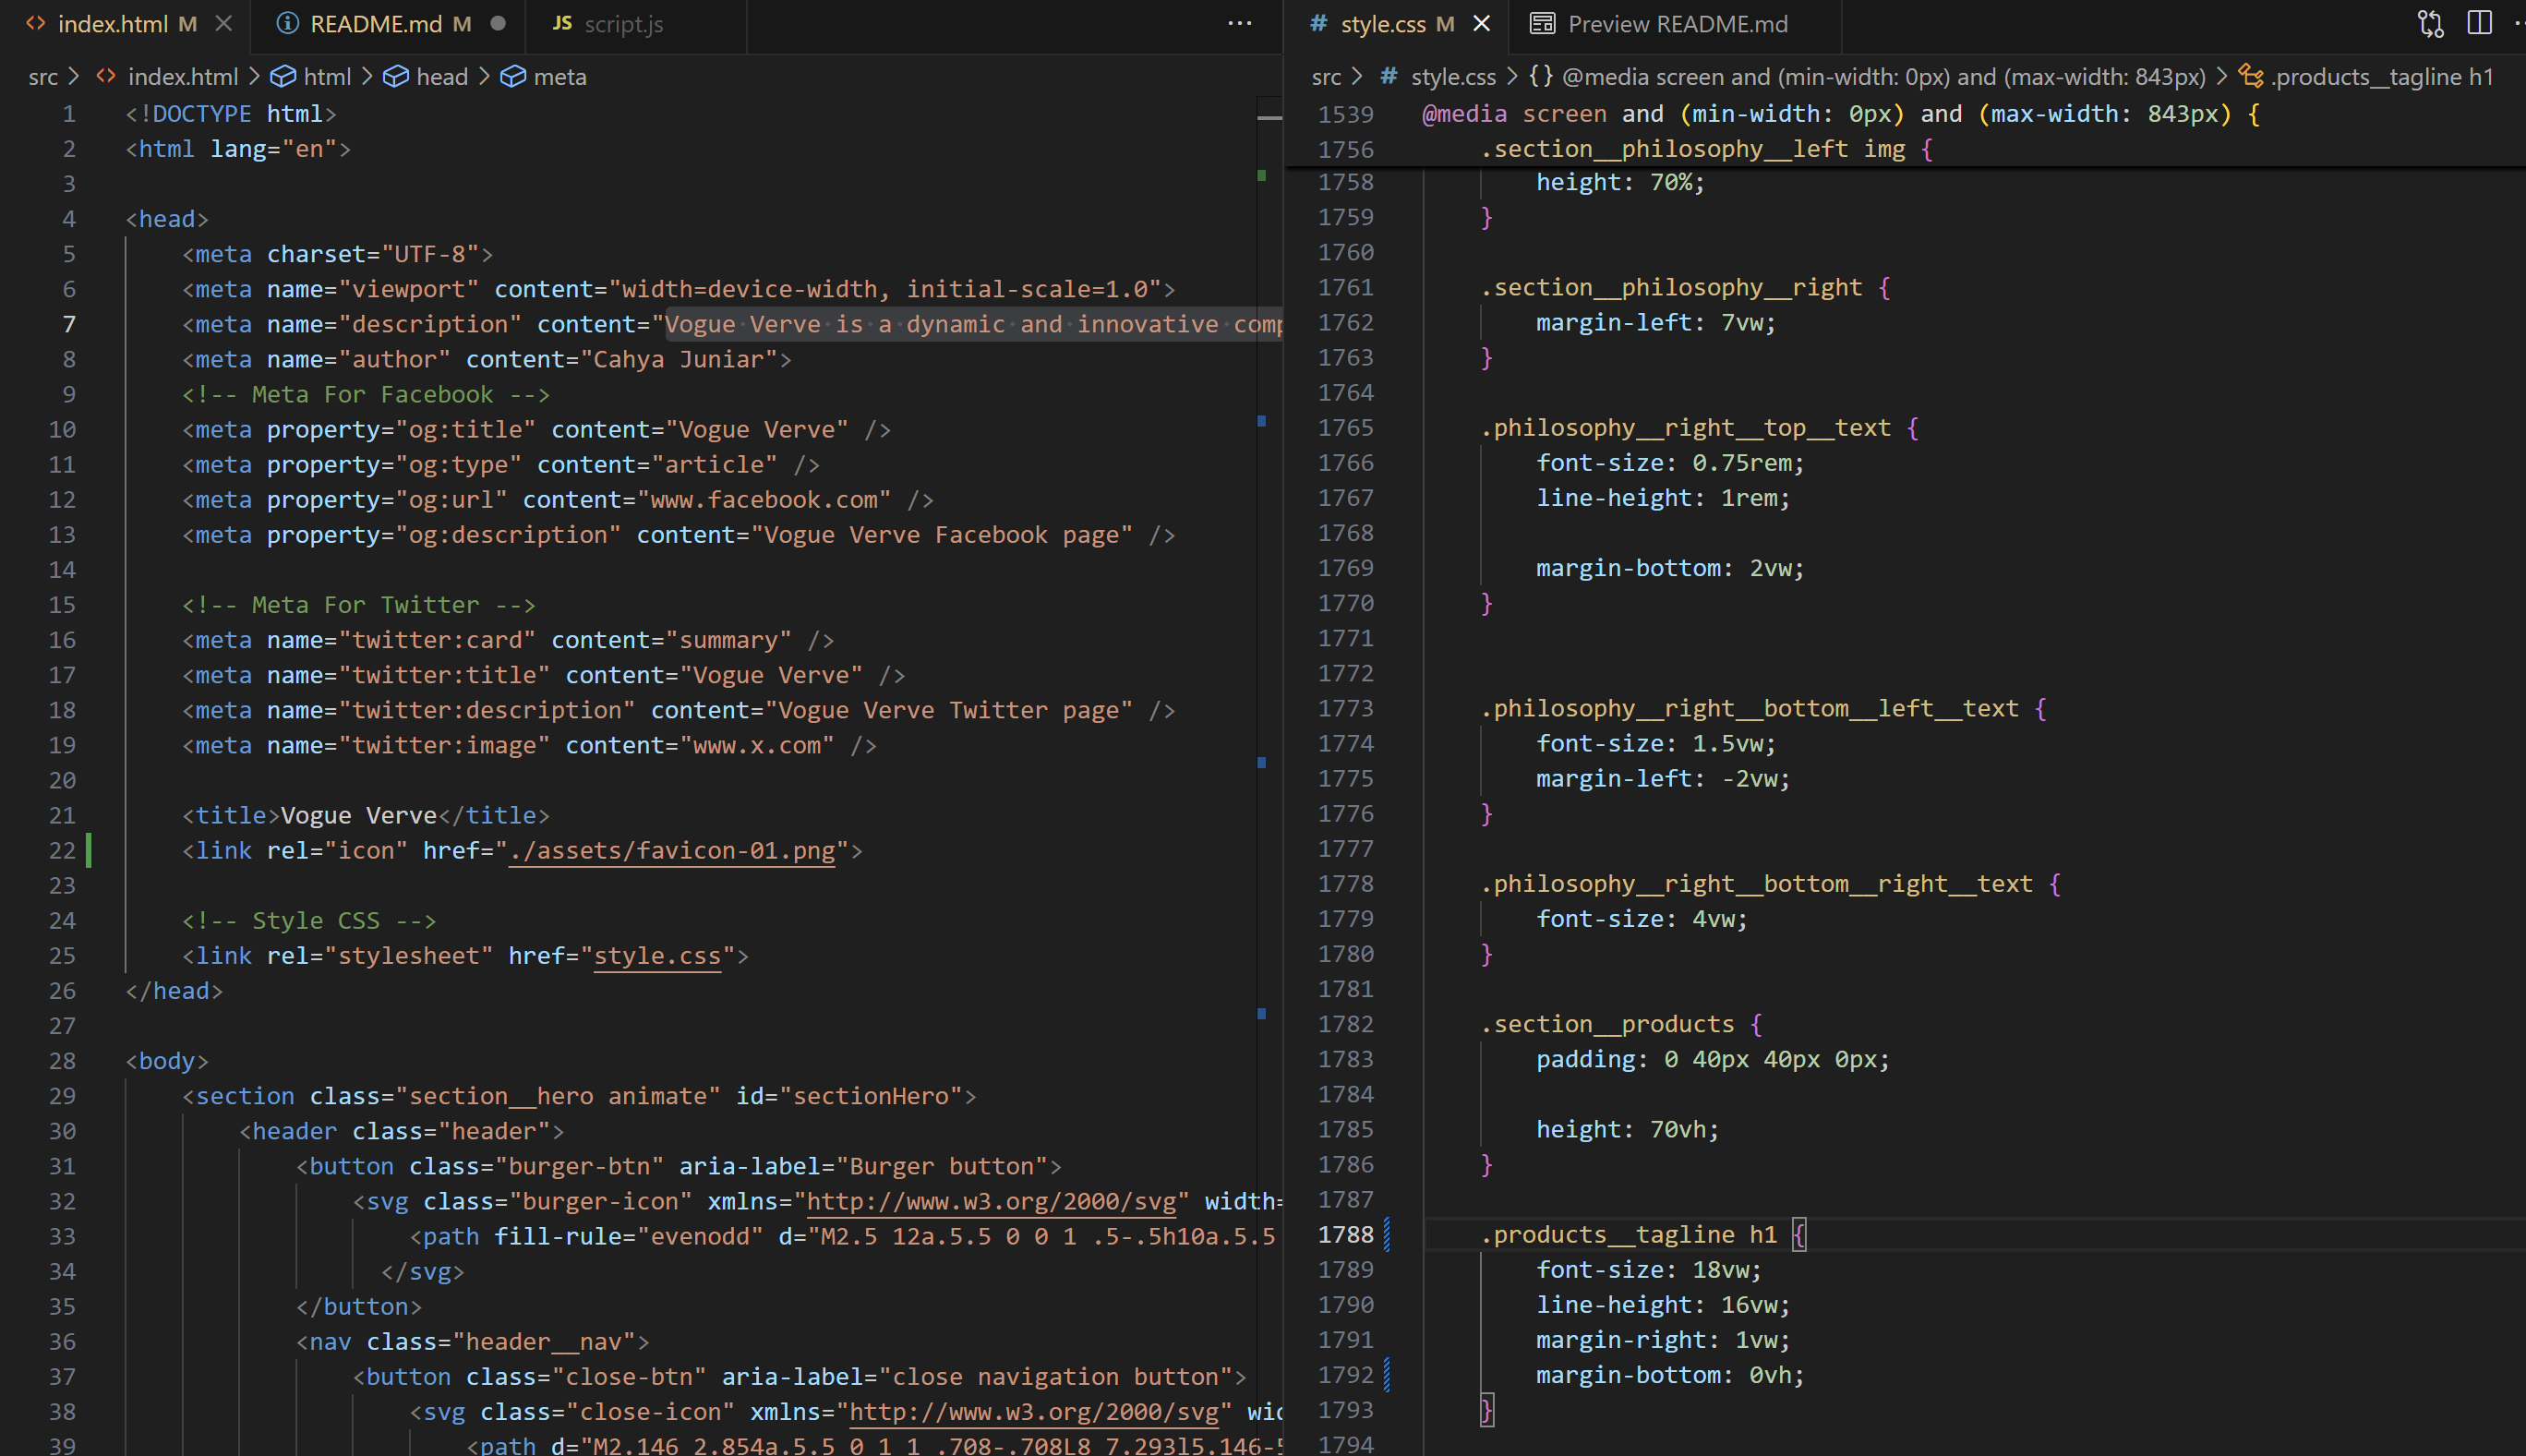 index.html M
README.md M
JS script.js
src > index.html > html > head > meta
1 <!DOCTYPE html>
2 <html lang="en">
3
4 <head>
5 <meta charset="UTF-8">
6 <meta name="viewport" content="width=device-width, initial-scale=1.0">
7 <meta name="description" content="Vogue Verve is a dynamic and innovative comp
8 <meta name="author" content="Cahya Juniar">
9 <!-- Meta For Facebook -->
10 <meta property="og:title" content="Vogue Verve" />
11 <meta property="og:type" content="article" />
12 <meta property="og:url" content="www.facebook.com" />
13 <meta property="og:description" content="Vogue Verve Facebook page" />
14
15 <!-- Meta For Twitter -->
16 <meta name="twitter:card" content="summary" />
17 <meta name="twitter:title" content="Vogue Verve" />
18 <meta name="twitter:description" content="Vogue Verve Twitter page" />
19 <meta name="twitter:image" content="www.x.com" />
20
21 <title>Vogue Verve</title>
22 <link rel="icon" href="./assets/favicon-01.png">
23
24 <!-- Style CSS -->
25 <link rel="stylesheet" href="style.css">
26 </head>
27
28 <body>
29 <section class="section__hero animate" id="sectionHero">
30 <header class="header">
31 <button class="burger-btn" aria-label="Burger button">
32 <svg class="burger-icon" xmlns="http://www.w3.org/2000/svg" width=
33 <path fill-rule="evenodd" d="M2.5 12a.5.5 0 0 1 .5-.5h10a.5.5
34 </svg>
35 </button>
36 <nav class="header__nav">
37 <button class="close-btn" aria-label="close navigation button">
38 <svg class="close-icon" xmlns="http://www.w3.org/2000/svg" wid
39 <path d="M2.146 2.854a.5.5 0 1 1 .708-.708L8 7.293l5.146-5
# style.css M
Preview README.md
src > # style.css > {} @media screen and (min-width: 0px) and (max-width: 843px) > .products__tagline h1
1539 @media screen and (min-width: 0px) and (max-width: 843px) {
1756 .section__philosophy__left img {
1758 height: 70%;
1759 }
1760
1761 .section__philosophy__right {
1762 margin-left: 7vw;
1763 }
1764
1765 .philosophy__right__top__text {
1766 font-size: 0.75rem;
1767 line-height: 1rem;
1768
1769 margin-bottom: 2vw;
1770 }
1771
1772
1773 .philosophy__right__bottom__left__text {
1774 font-size: 1.5vw;
1775 margin-left: -2vw;
1776 }
1777
1778 .philosophy__right__bottom__right__text {
1779 font-size: 4vw;
1780 }
1781
1782 .section__products {
1783 padding: 0 40px 40px 0px;
1784
1785 height: 70vh;
1786 }
1787
1788 .products__tagline h1 {
1789 font-size: 18vw;
1790 line-height: 16vw;
1791 margin-right: 1vw;
1792 margin-bottom: 0vh;
1793 }
1794